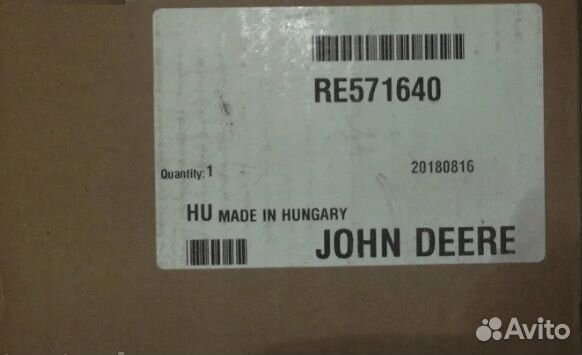 RE571640
Quantity: 1
20180816
HU MADE IN HUNGARY
JOHN DEERE
Avito